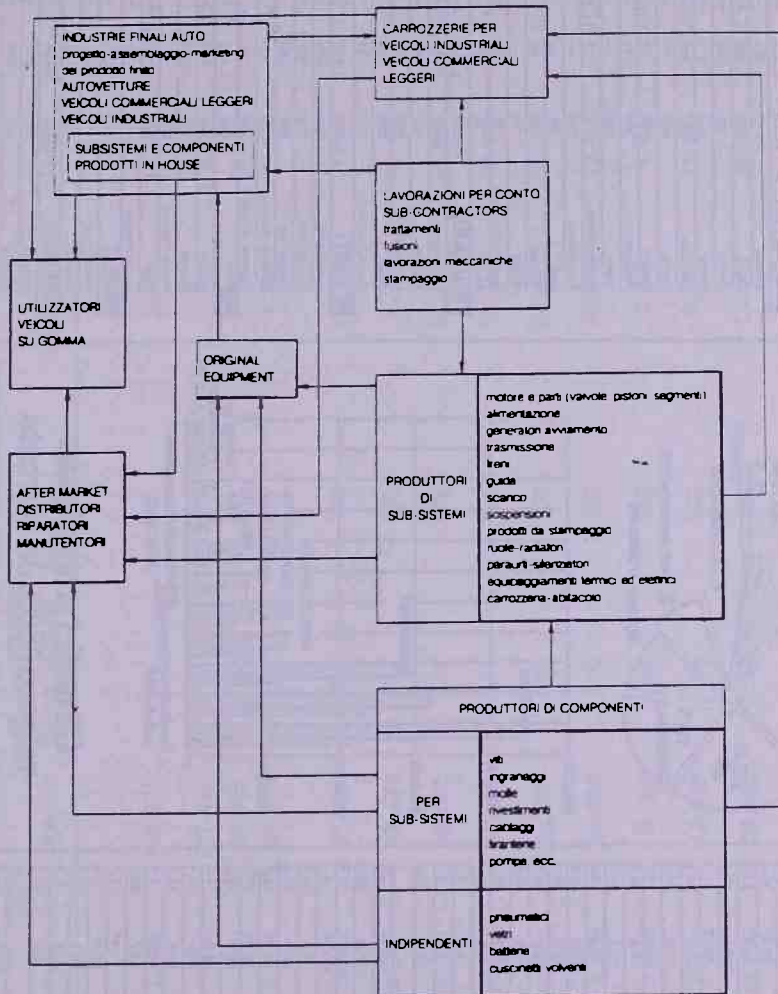 INDUSTRIE FINALI AUTO
progetto-assemblaggio-marketing
del prodotto finito
AUTOVETTURE
VEICOLI COMMERCIALI LEGGERI
VEICOLI INDUSTRIALI
SUBSISTEMI E COMPONENTI
PRODOTTI IN HOUSE
CARROZZERIE PER
VEICOLI INDUSTRIALI
VEICOLI COMMERCIALI
LEGGERI
LAVORAZIONI PER CONTO
SUB-CONTRACTORS
trattamenti
fusioni
lavorazioni meccaniche
stampaggio
UTILIZZATORI
VEICOLI
SU GOMMA
ORIGINAL
EQUIPMENT
AFTER MARKET
DISTRIBUTORI
RIPARATORI
MANUTENTORI
PRODUTTORI
DI
SUB-SISTEMI
motore e parti (valvole pistoni segmenti)
alimentazione
generatori avviamento
trasmissione
freni
guida
scarico
sospensioni
prodotti da stampaggio
ruote-radiatori
paraurti-silenziatori
equipaggiamenti termici ed elettrici
carrozzeria-abitacolo
PRODUTTORI DI COMPONENTI
PER
SUB-SISTEMI
viti
ingranaggi
molle
rivestimenti
cablaggi
tiranterie
pompe ecc.
INDIPENDENTI
pneumatici
vetri
batterie
cuscinetti volventi